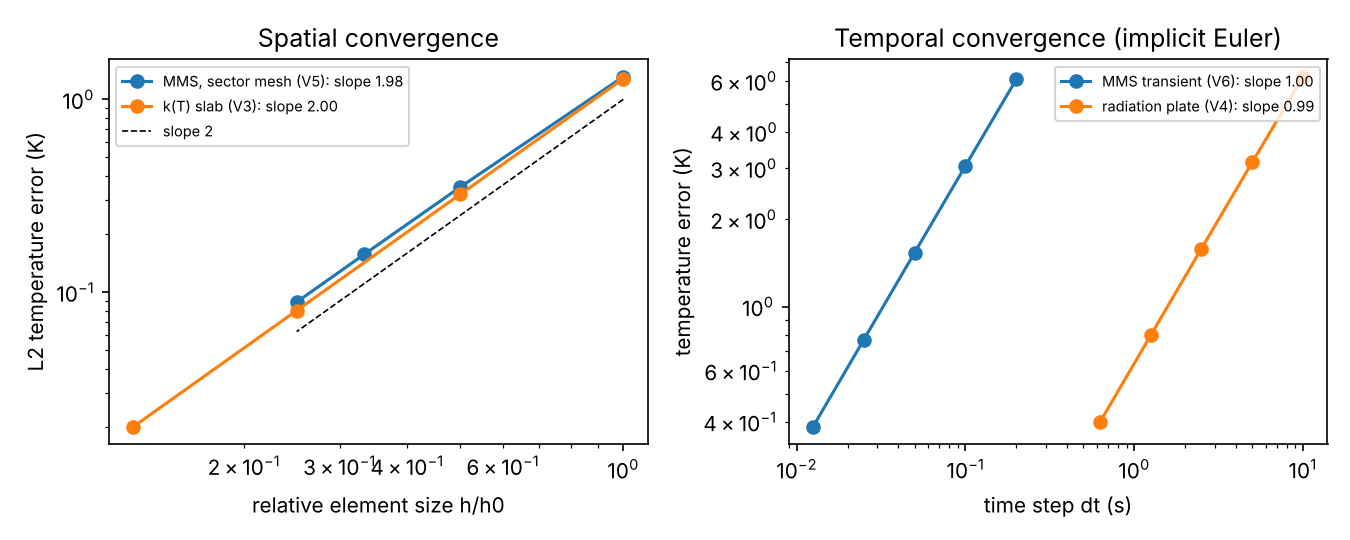 Spatial convergence
MMS, sector mesh (V5): slope 1.98
k(T) slab (V3): slope 2.00
slope 2
10⁰
10⁻¹
L2 temperature error (K)
2 × 10⁻¹
3 × 10⁻¹
4 × 10⁻¹
6 × 10⁻¹
10⁰
relative element size h/h0
Temporal convergence (implicit Euler)
MMS transient (V6): slope 1.00
radiation plate (V4): slope 0.99
6 × 10⁰
4 × 10⁰
3 × 10⁰
2 × 10⁰
10⁰
6 × 10⁻¹
4 × 10⁻¹
temperature error (K)
10⁻²
10⁻¹
10⁰
10¹
time step dt (s)